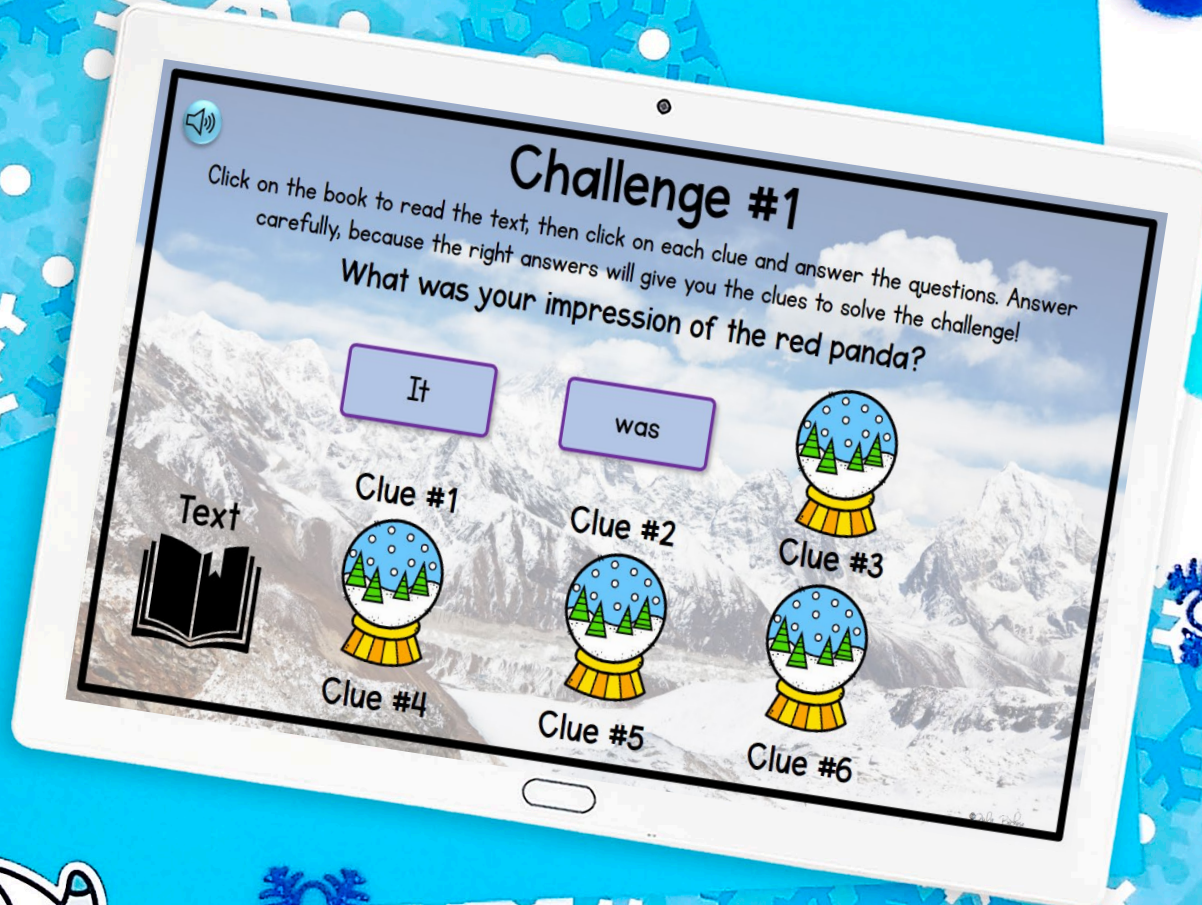 Challenge #1
Click on the book to read the text, then click on each clue and answer the questions. Answer
carefully, because the right answers will give you the clues to solve the challenge!
What was your impression of the red panda?
It
was
Clue #1
Clue #2
Clue #3
Text
Clue #4
Clue #5
Clue #6